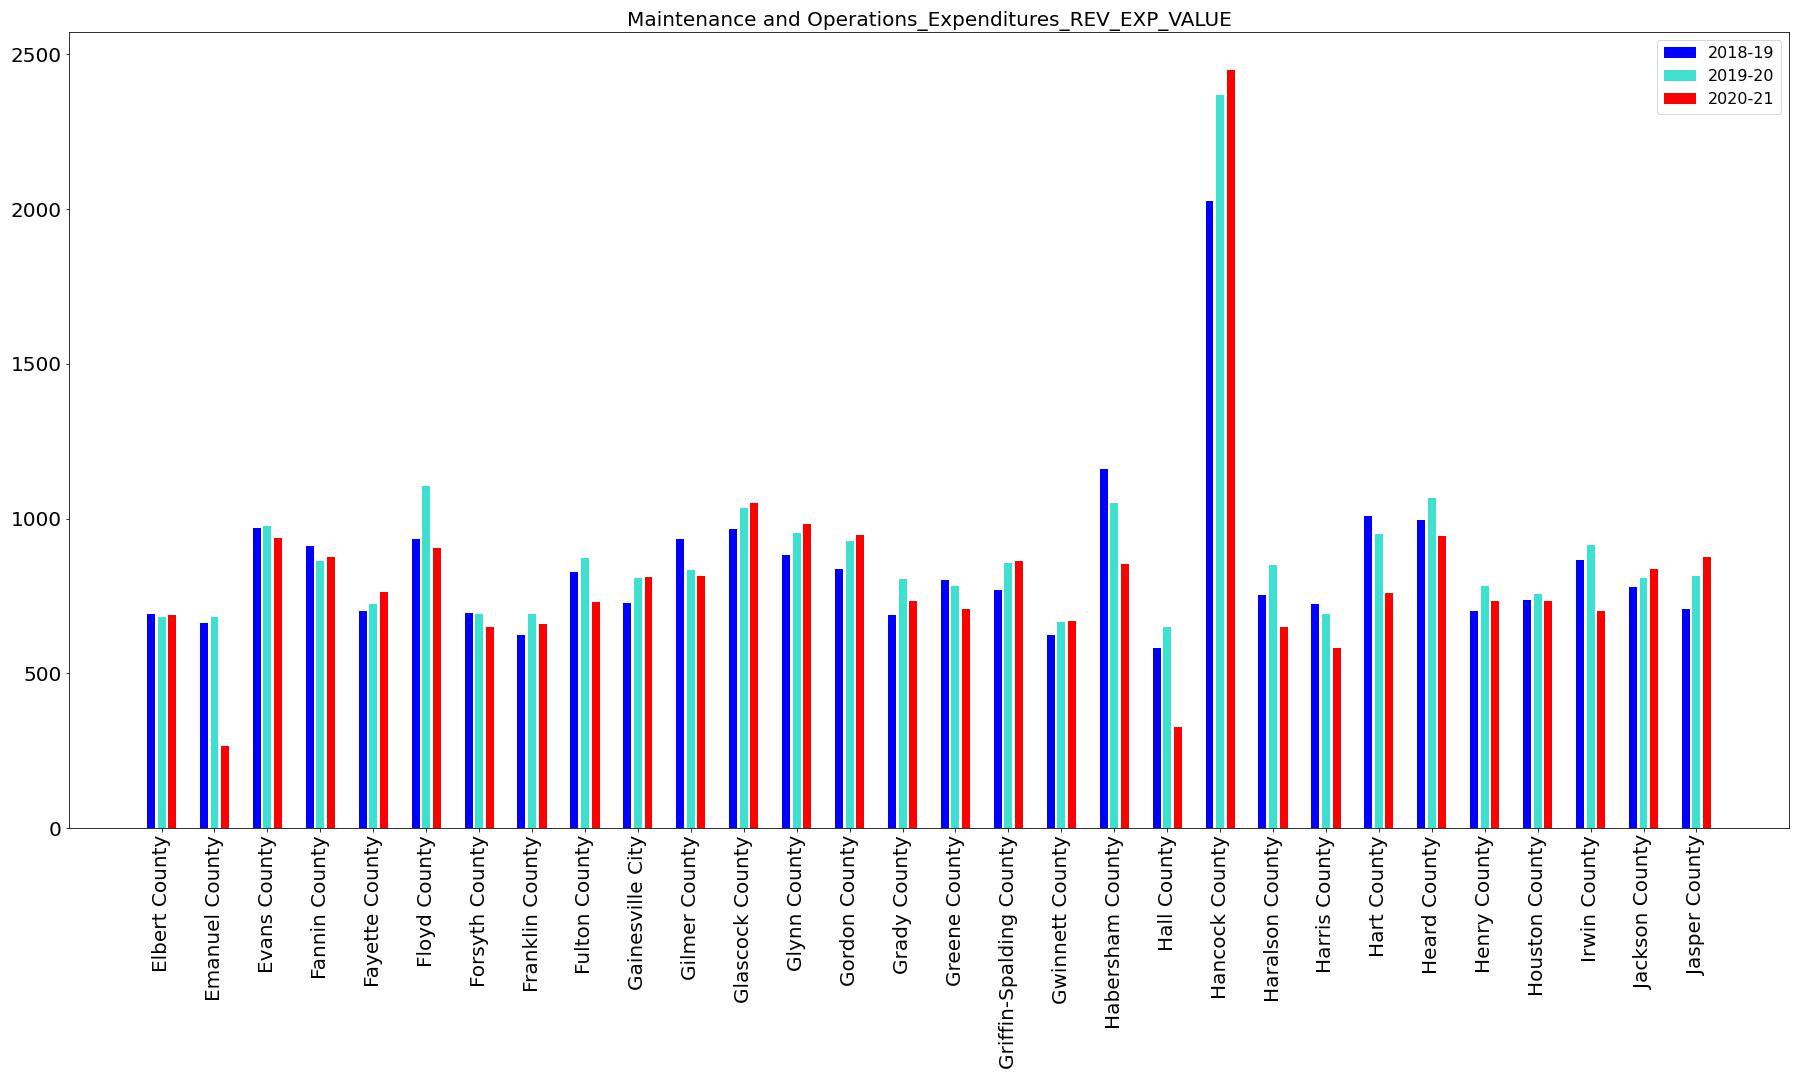 Maintenance and Operations_Expenditures_REV_EXP_VALUE
2018-19
2019-20
2020-21
2500
2000
1500
1000
500
0
Elbert County
Emanuel County
Evans County
Fannin County
Fayette County
Floyd County
Forsyth County
Franklin County
Fulton County
Gainesville City
Gilmer County
Glascock County
Glynn County
Gordon County
Grady County
Greene County
Griffin-Spalding County
Gwinnett County
Habersham County
Hall County
Hancock County
Haralson County
Harris County
Hart County
Heard County
Henry County
Houston County
Irwin County
Jackson County
Jasper County